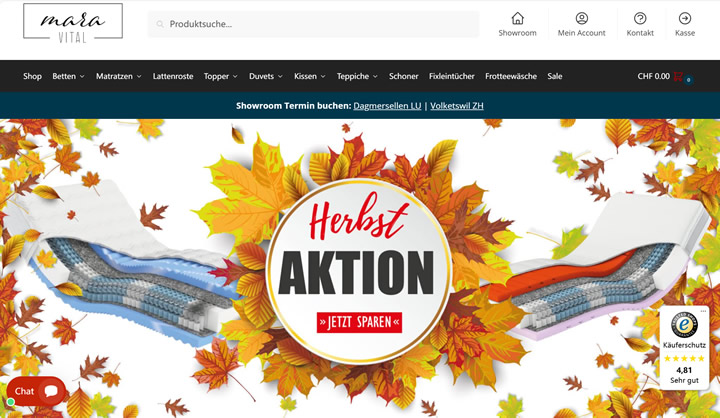 mara
VITAL
Produktsuche...
Showroom
Mein Account
Kontakt
Kasse
Shop Betten Matratzen Lattenroste Topper Duvets Kissen Teppiche Schoner Fixleintücher Frotteewäsche Sale CHF 0.00 0
Showroom Termin buchen: Dagmersellen LU | Volketswil ZH
Herbst
AKTION
» JETZT SPAREN «
e
Käuferschutz
4,81
Sehr gut
Chat